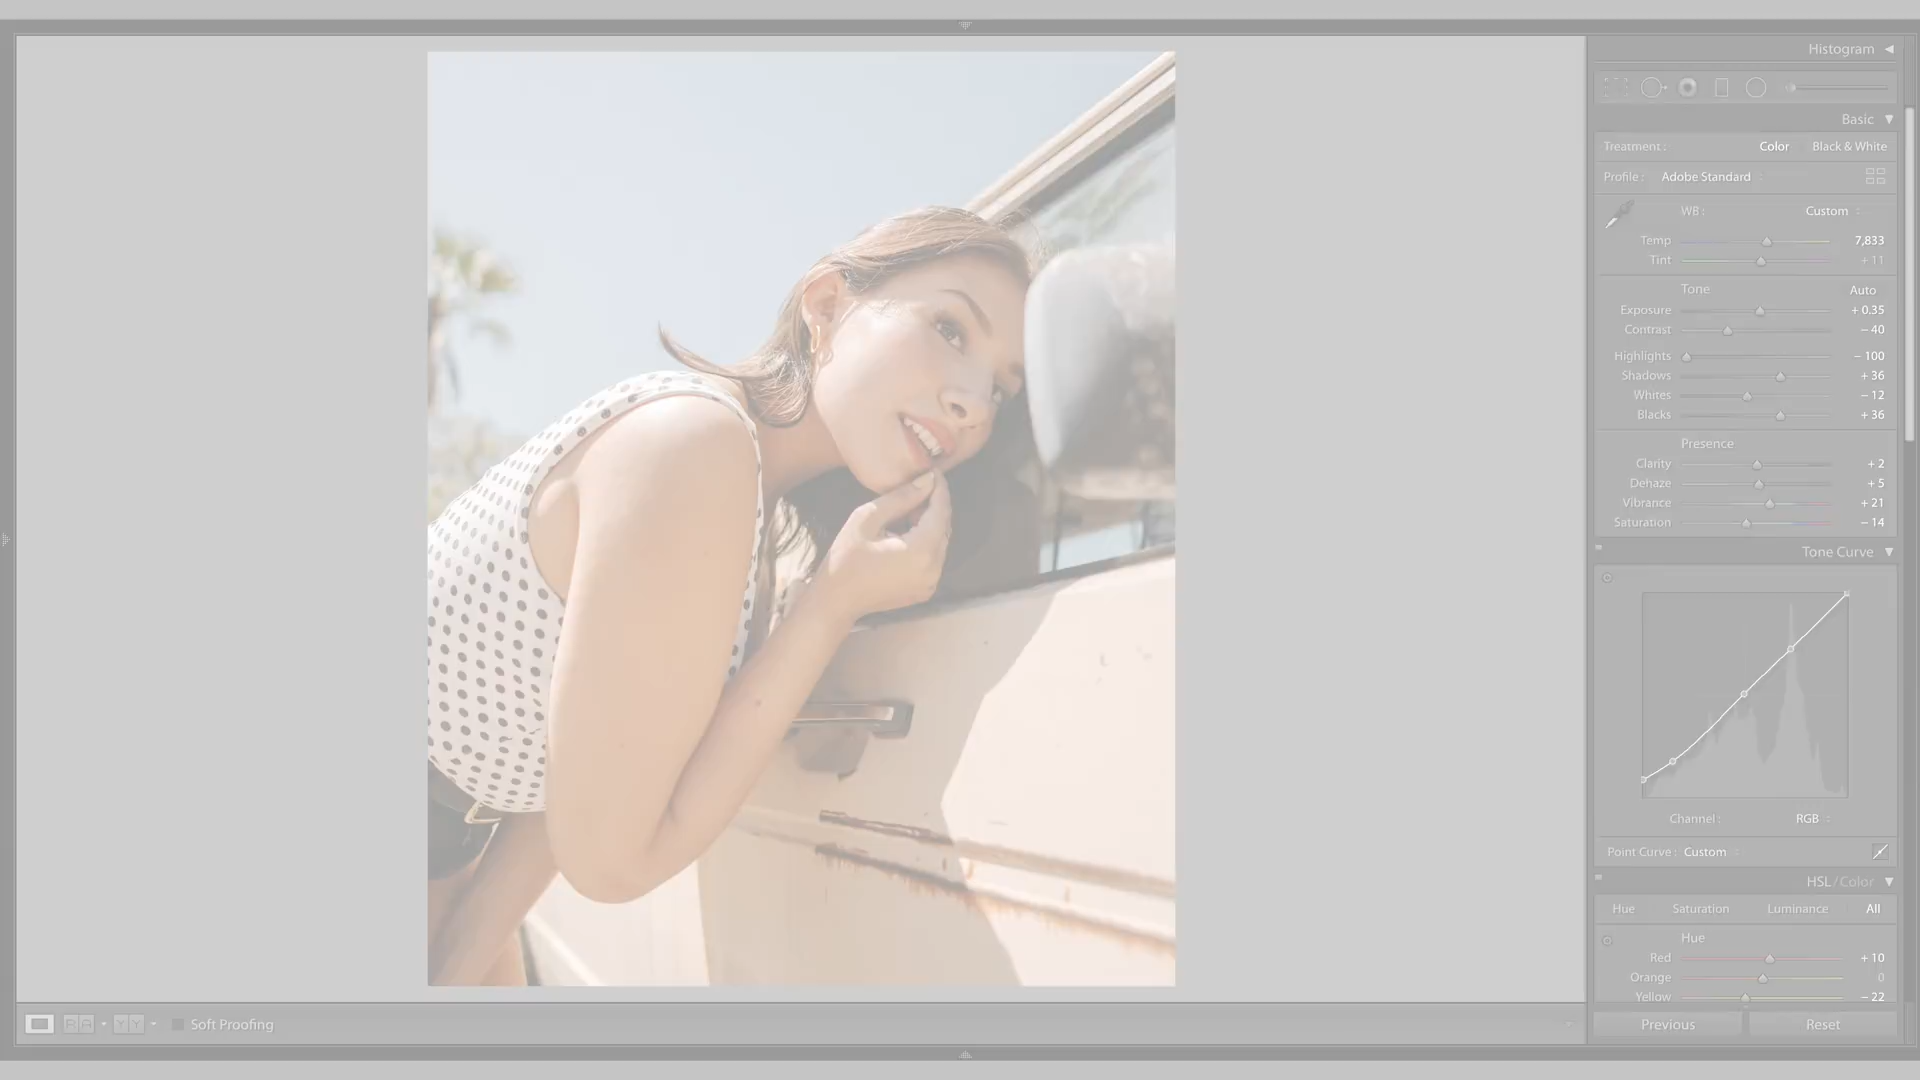 Histogram
Basic
Treatment : Color Black & White
Profile : Adobe Standard
WB : Custom
Temp 7,833
Tint + 11
Tone Auto
Exposure + 0.35
Contrast – 40
Highlights – 100
Shadows + 36
Whites – 12
Blacks + 36
Presence
Clarity + 2
Dehaze + 5
Vibrance + 21
Saturation – 14
Tone Curve
Channel : RGB
Point Curve : Custom
HSL / Color
Hue Saturation Luminance All
Hue
Red + 10
Orange 0
Yellow – 22
R A Y Y Soft Proofing Previous Reset